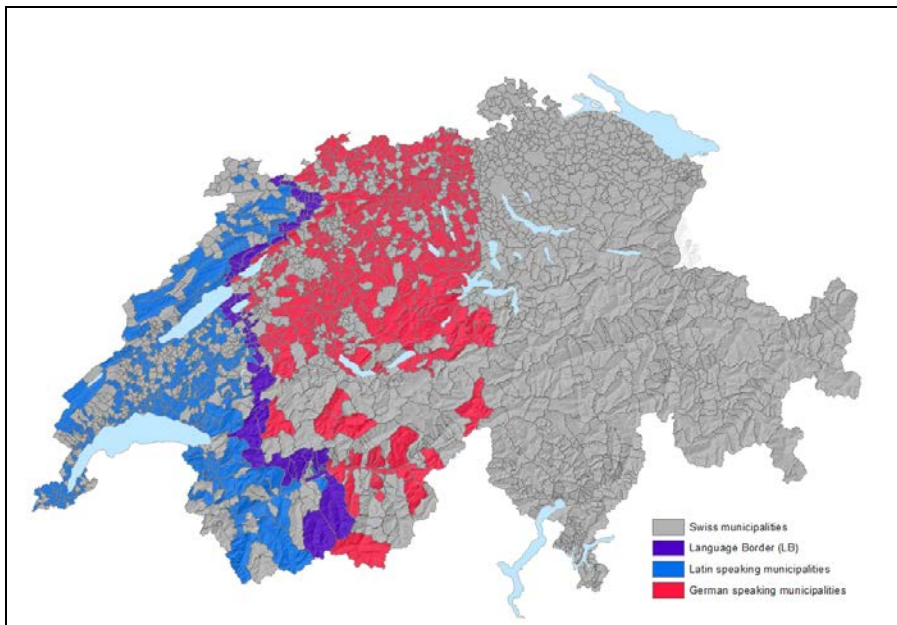 Swiss municipalities
Language Border (LB)
Latin speaking municipalities
German speaking municipalities